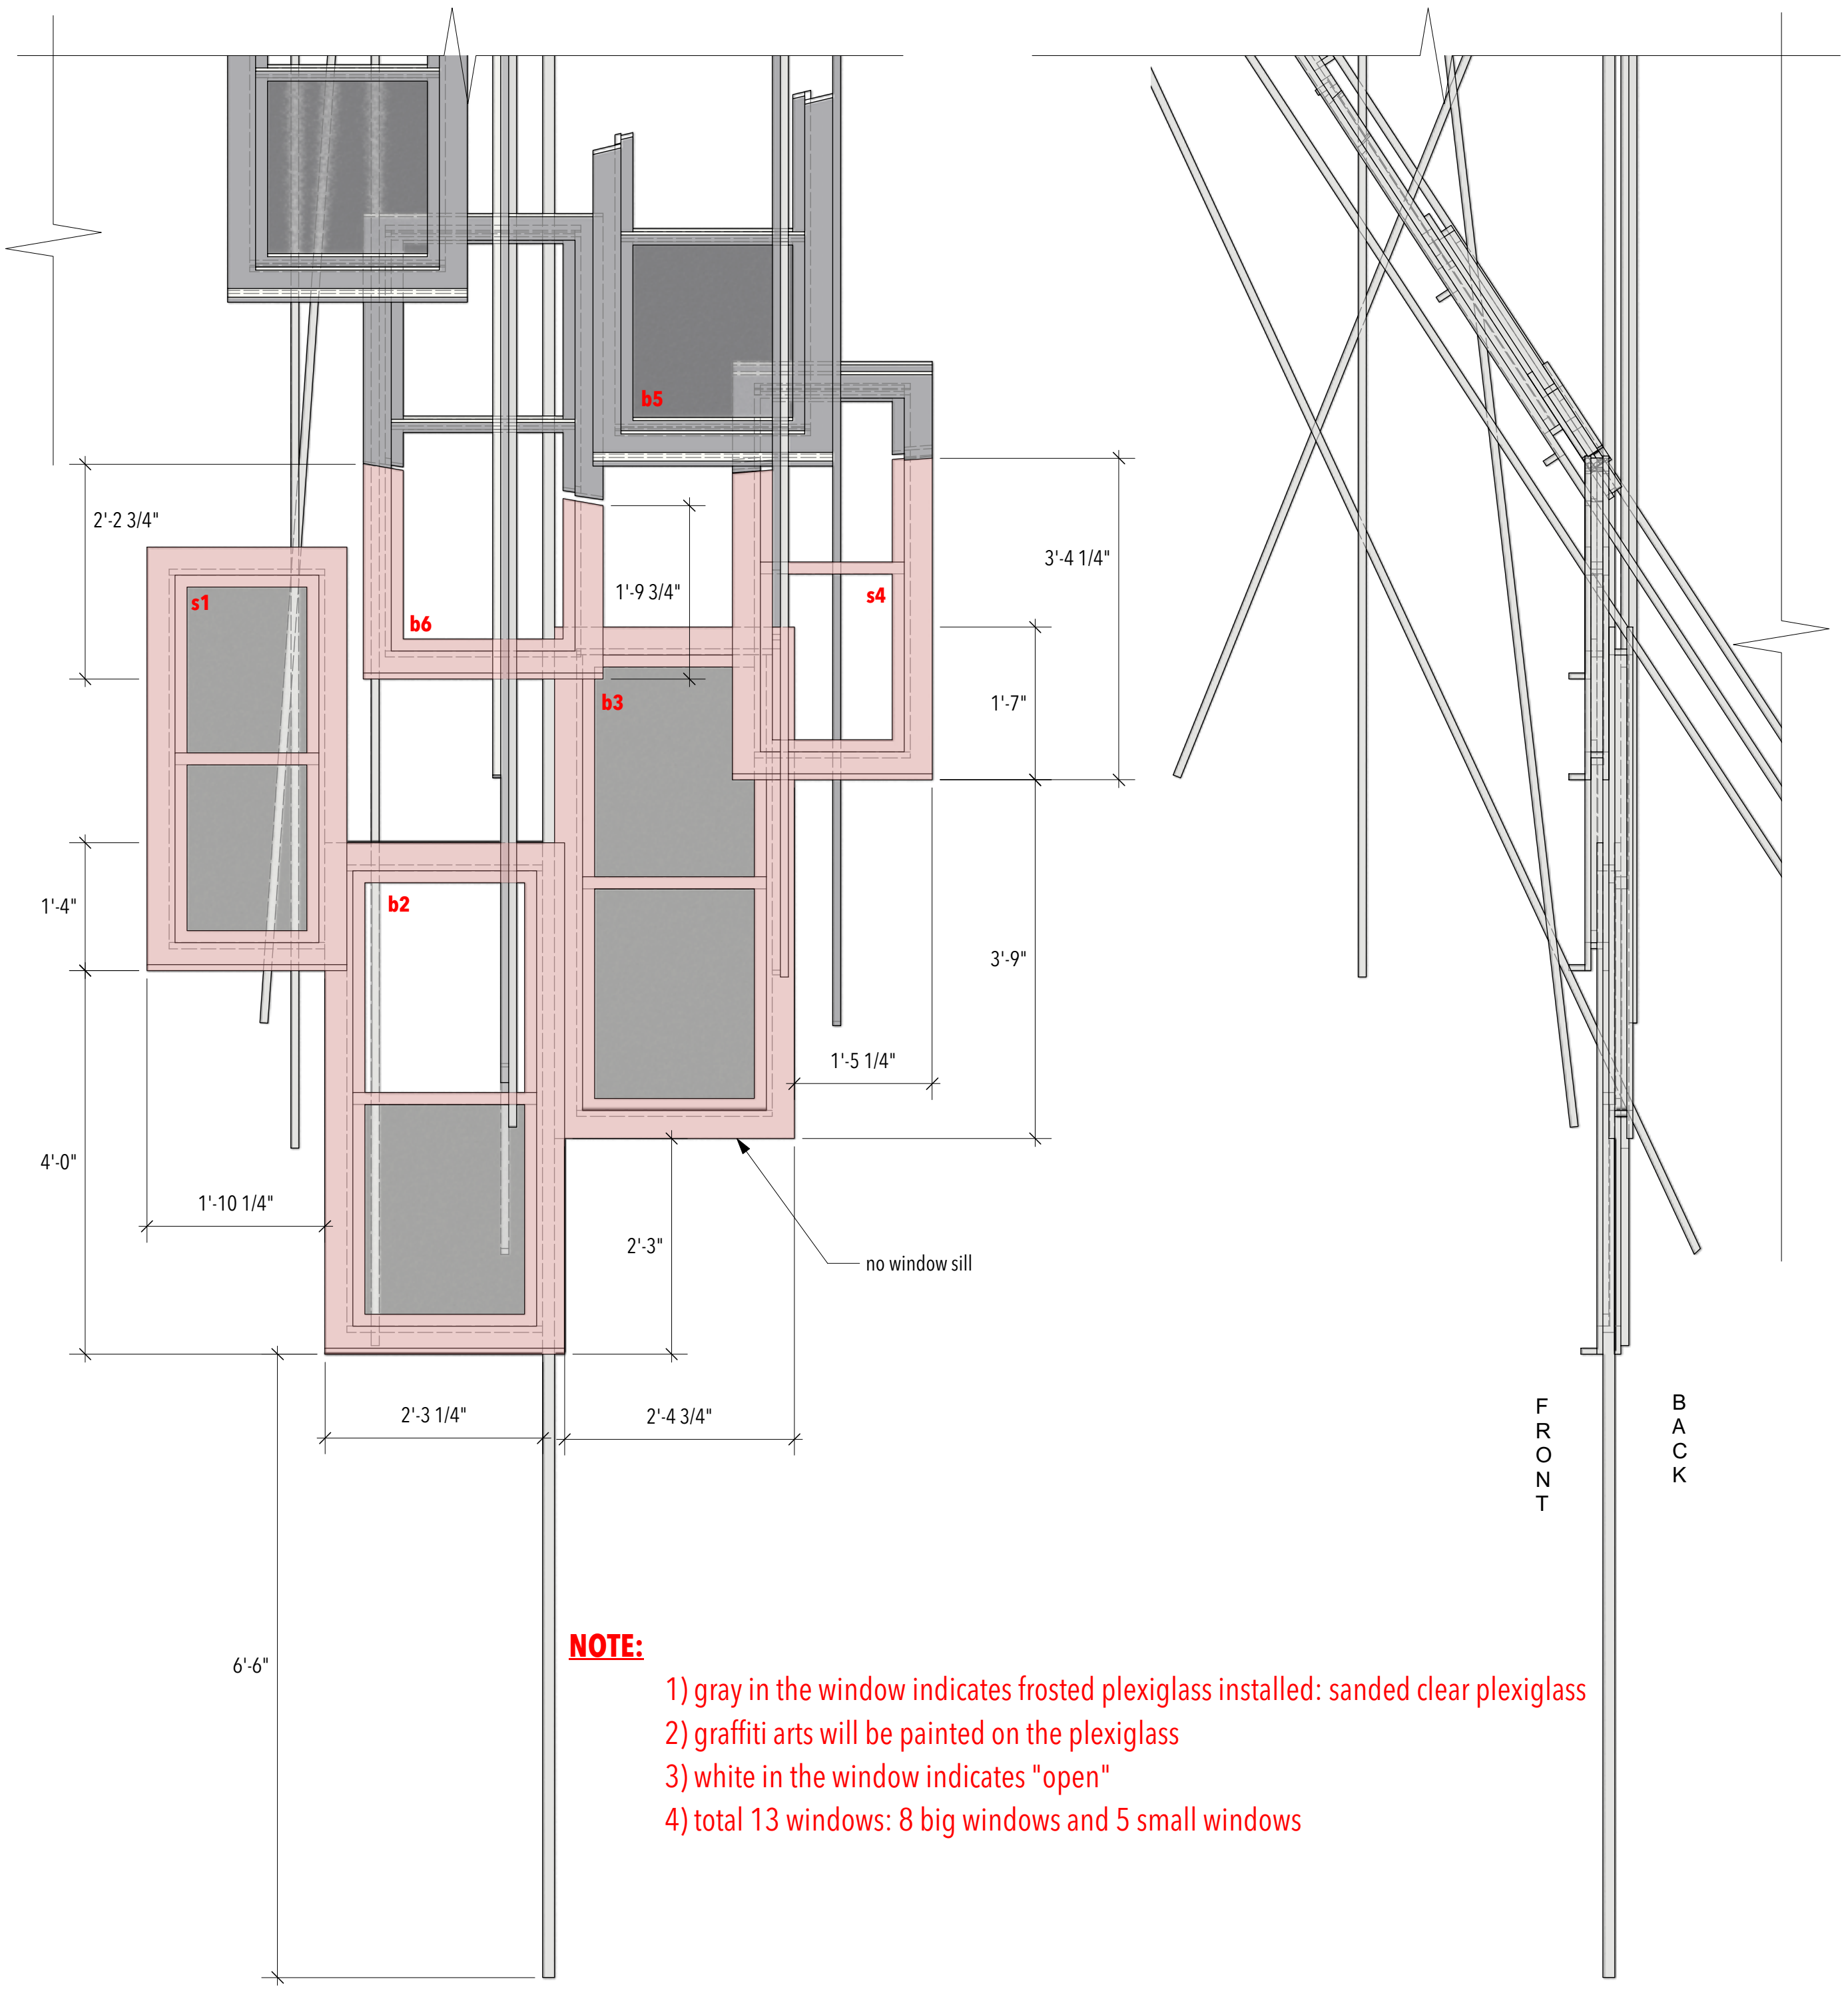 b5
2'-2 3/4"
3'-4 1/4"
1'-9 3/4"
s1
b6
s4
b3
1'-7"
1'-4"
b2
3'-9"
1'-5 1/4"
4'-0"
1'-10 1/4"
2'-3"
no window sill
2'-3 1/4"
2'-4 3/4"
FRONT
BACK
6'-6"
NOTE:
1) gray in the window indicates frosted plexiglass installed: sanded clear plexiglass
2) graffiti arts will be painted on the plexiglass
3) white in the window indicates "open"
4) total 13 windows: 8 big windows and 5 small windows